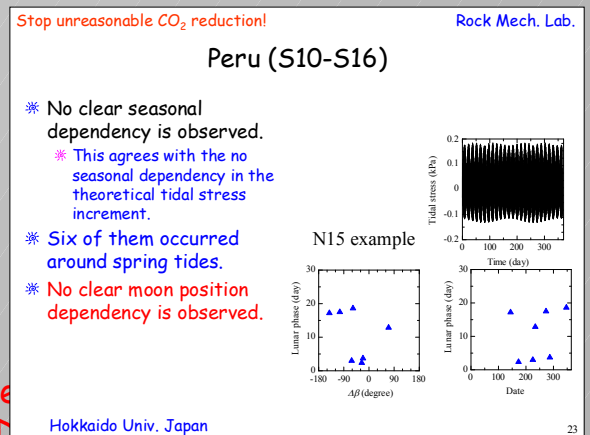 Stop unreasonable CO₂ reduction!
Rock Mech. Lab.
Peru (S10-S16)
No clear seasonal
dependency is observed.
This agrees with the no
seasonal dependency in the
theoretical tidal stress
increment.
Six of them occurred
around spring tides.
No clear moon position
dependency is observed.
N15 example
Tidal stress (kPa)
0.2
0.1
0
-0.1
-0.2
0 100 200 300
Time (day)
Lunar phase (day)
30
20
10
0
-180 -90 0 90 180
Δβ (degree)
Lunar phase (day)
30
20
10
0
0 100 200 300
Date
Hokkaido Univ. Japan
23